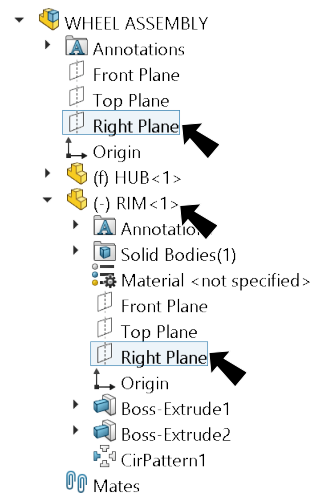 WHEEL ASSEMBLY
Annotations
Front Plane
Top Plane
Right Plane
Origin
(f) HUB<1>
(-) RIM<1>
Annotation
Solid Bodies(1)
Material <not specified>
Front Plane
Top Plane
Right Plane
Origin
Boss-Extrude1
Boss-Extrude2
CirPattern1
Mates